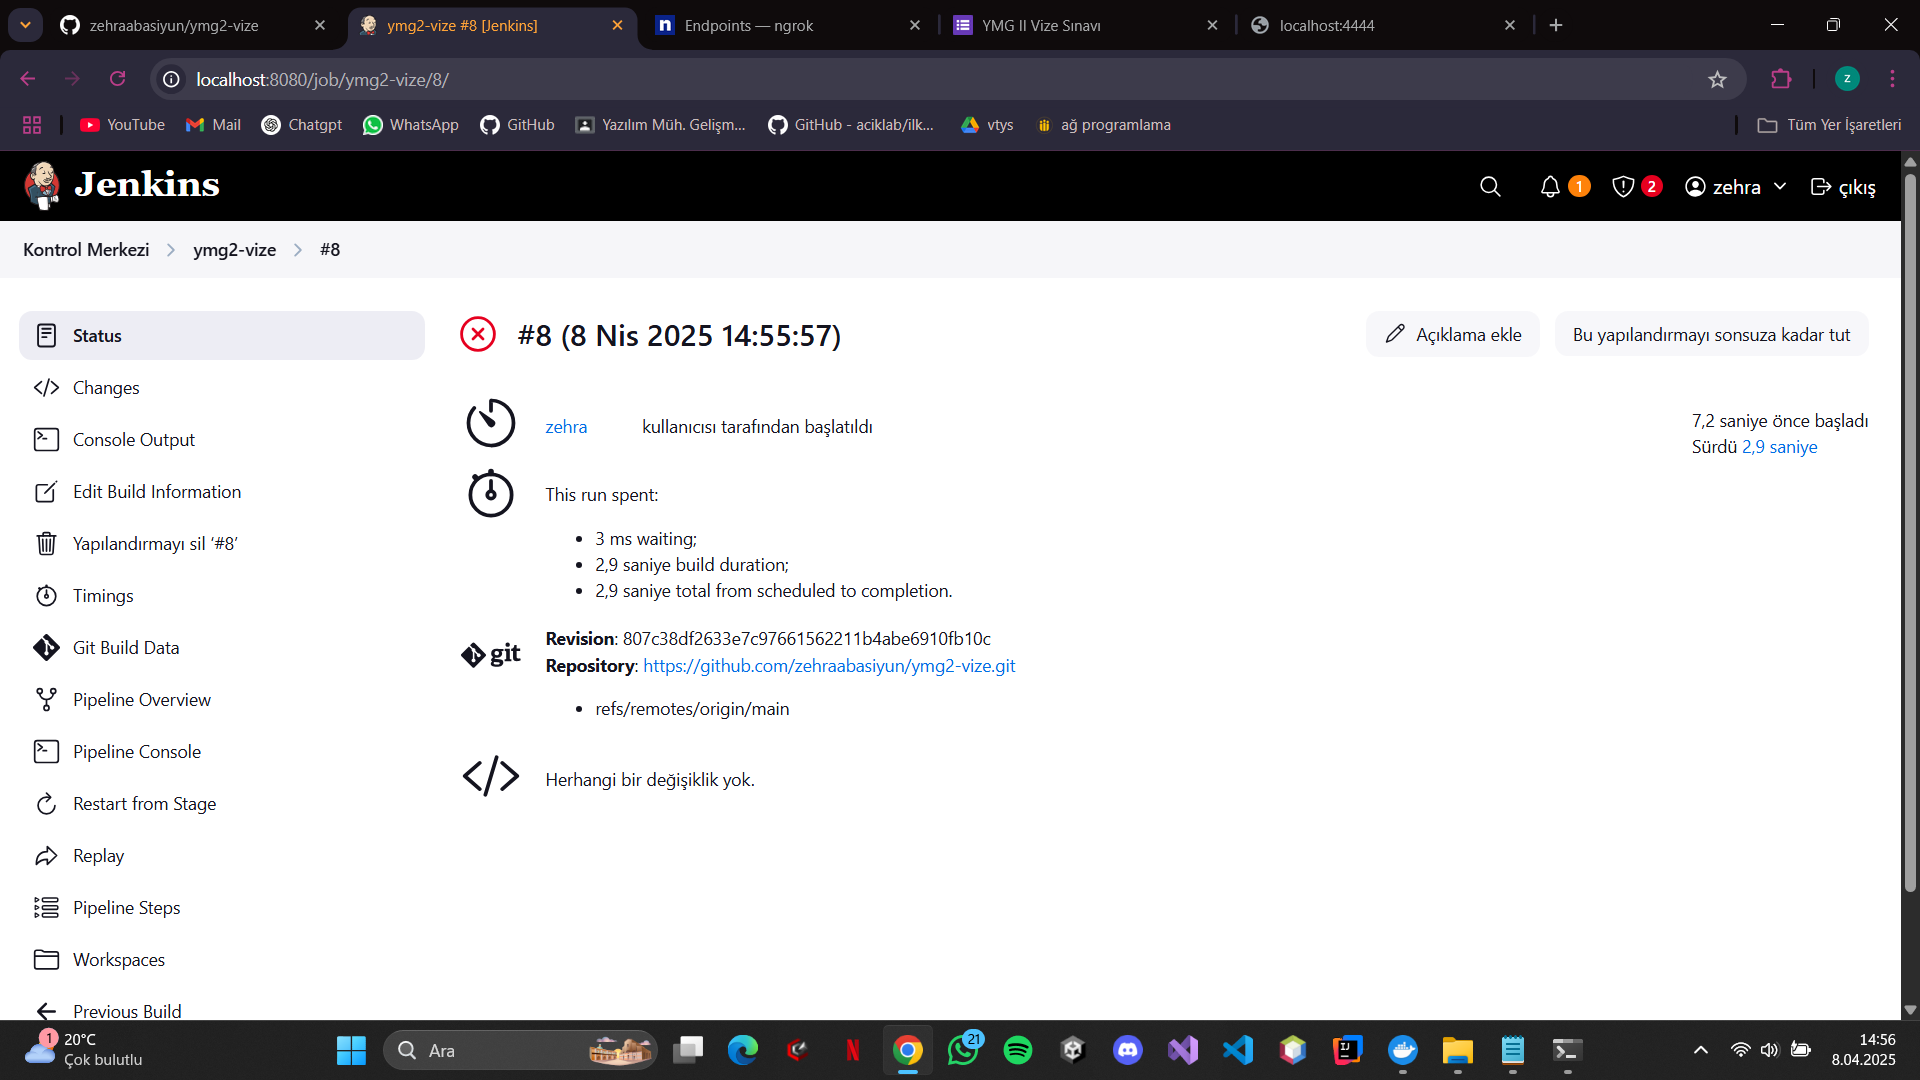 zehraabasiyun/ymg2-vize
ymg2-vize #8 [Jenkins]
Endpoints — ngrok
YMG II Vize Sınavı
localhost:4444
localhost:8080/job/ymg2-vize/8/
z
YouTube
Mail
Chatgpt
WhatsApp
GitHub
Yazılım Müh. Gelişm...
GitHub - aciklab/ilk...
vtys
ağ programlama
Tüm Yer İşaretleri
Jenkins
1
2
zehra
çıkış
Kontrol Merkezi
ymg2-vize
#8
Status
Changes
Console Output
Edit Build Information
Yapılandırmayı sil ‘#8’
Timings
Git Build Data
Pipeline Overview
Pipeline Console
Restart from Stage
Replay
Pipeline Steps
Workspaces
Previous Build
#8 (8 Nis 2025 14:55:57)
Açıklama ekle
Bu yapılandırmayı sonsuza kadar tut
zehra kullanıcısı tarafından başlatıldı
7,2 saniye önce başladı
Sürdü 2,9 saniye
This run spent:
3 ms waiting;
2,9 saniye build duration;
2,9 saniye total from scheduled to completion.
git
Revision: 807c38df2633e7c97661562211b4abe6910fb10c
Repository: https://github.com/zehraabasiyun/ymg2-vize.git
refs/remotes/origin/main
Herhangi bir değişiklik yok.
1
20°C
Çok bulutlu
Ara
21
14:56
8.04.2025